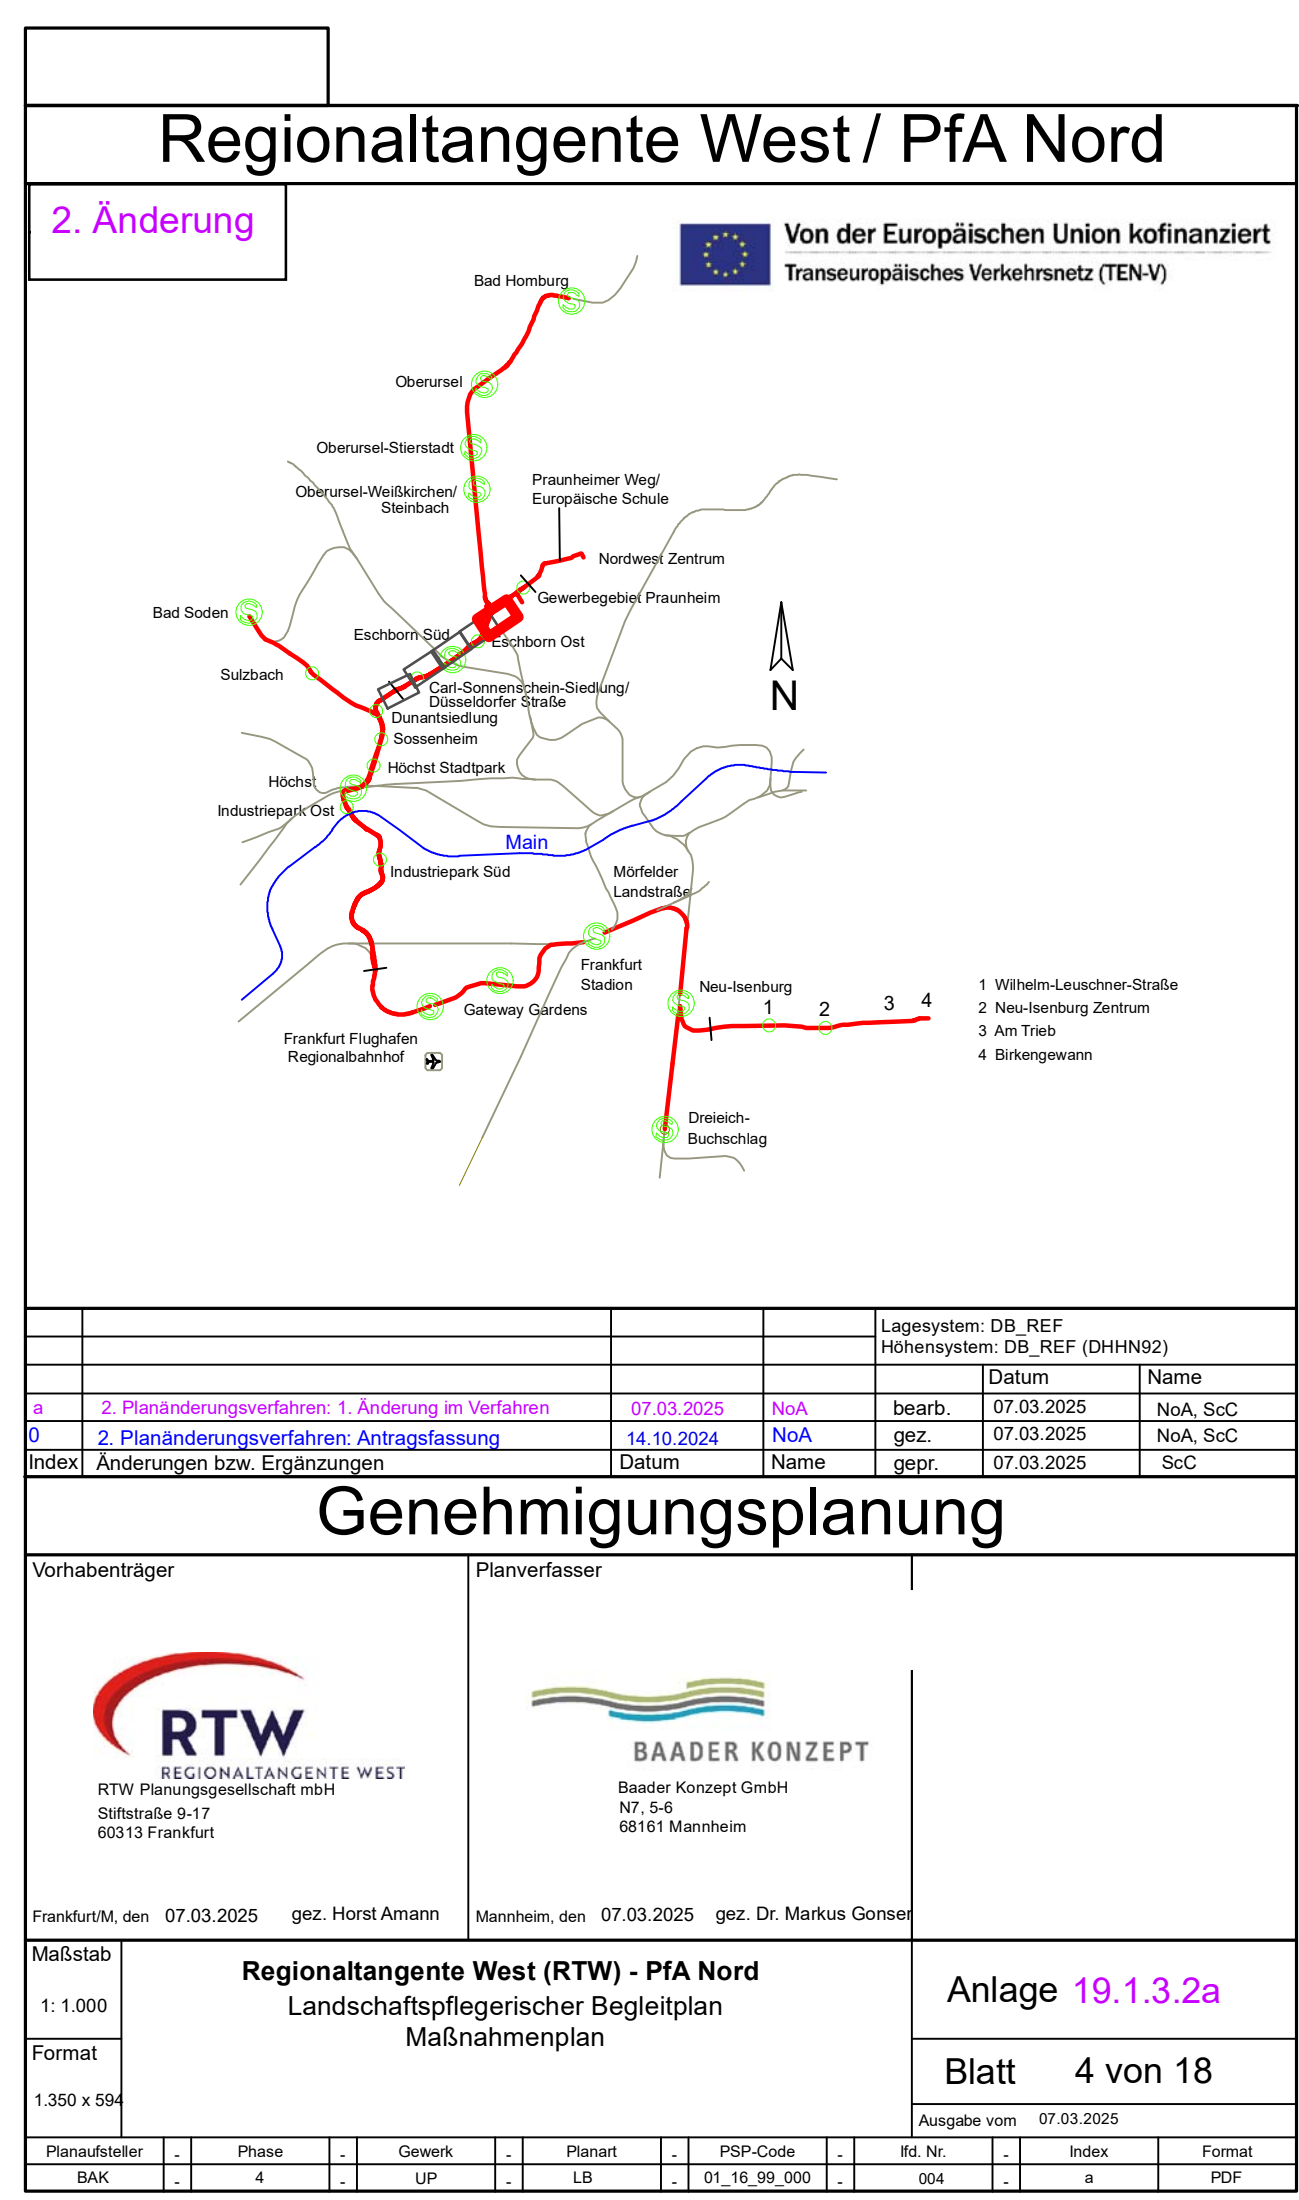 Regionaltangente West / PfA Nord
2. Änderung
Von der Europäischen Union kofinanziert
Transeuropäisches Verkehrsnetz (TEN-V)
Bad Homburg
Oberursel
Oberursel-Stierstadt
Oberursel-Weißkirchen/
Steinbach
Praunheimer Weg/
Europäische Schule
Nordwest Zentrum
Gewerbegebiet Praunheim
Bad Soden
Eschborn Süd
Eschborn Ost
Sulzbach
Carl-Sonnenschein-Siedlung/
Düsseldorfer Straße
N
Dunantsiedlung
Sossenheim
Höchst Stadtpark
Höchst
Industriepark Ost
Main
Industriepark Süd
Mörfelder
Landstraße
Frankfurt
Stadion
Neu-Isenburg
1 2 3 4
Gateway Gardens
Frankfurt Flughafen
Regionalbahnhof
1 Wilhelm-Leuschner-Straße
2 Neu-Isenburg Zentrum
3 Am Trieb
4 Birkengewann
Dreieich-
Buchschlag
Lagesystem: DB_REF
Höhensystem: DB_REF (DHHN92)
Datum Name
a 2. Planänderungsverfahren: 1. Änderung im Verfahren 07.03.2025 NoA bearb. 07.03.2025 NoA, ScC
0 2. Planänderungsverfahren: Antragsfassung 14.10.2024 NoA gez. 07.03.2025 NoA, ScC
Index Änderungen bzw. Ergänzungen Datum Name gepr. 07.03.2025 ScC
Genehmigungsplanung
Vorhabenträger
RTW
REGIONALTANGENTE WEST
RTW Planungsgesellschaft mbH
Stiftstraße 9-17
60313 Frankfurt
Frankfurt/M, den 07.03.2025 gez. Horst Amann
Planverfasser
BAADER KONZEPT
Baader Konzept GmbH
N7, 5-6
68161 Mannheim
Mannheim, den 07.03.2025 gez. Dr. Markus Gonser
Maßstab
1: 1.000
Format
1.350 x 594
Regionaltangente West (RTW) - PfA Nord
Landschaftspflegerischer Begleitplan
Maßnahmenplan
Anlage 19.1.3.2a
Blatt 4 von 18
Ausgabe vom 07.03.2025
Planaufsteller - Phase - Gewerk - Planart - PSP-Code - lfd. Nr. - Index Format
BAK - 4 - UP - LB - 01_16_99_000 - 004 - a PDF